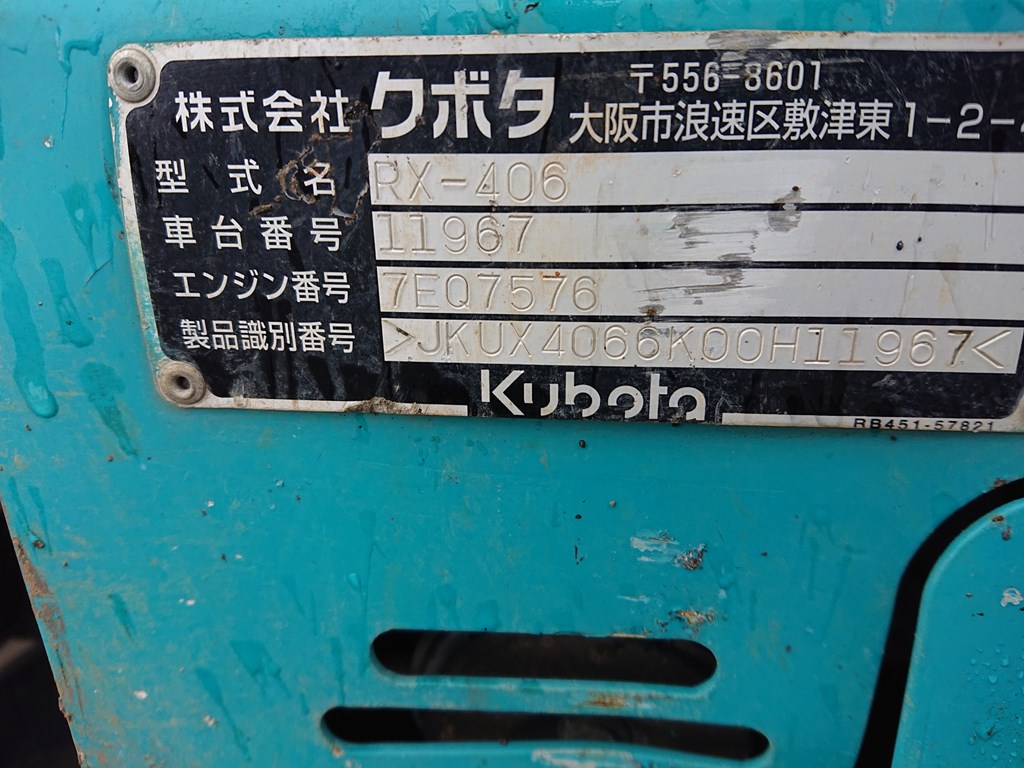 株式会社 クボタ 〒556-8601
大阪市浪速区敷津東1-2-
型式名 RX-406
車台番号 11967
エンジン番号 7EQ7576
製品識別番号 >JKUX4066K00H11967<
Kubota
RB451-57821